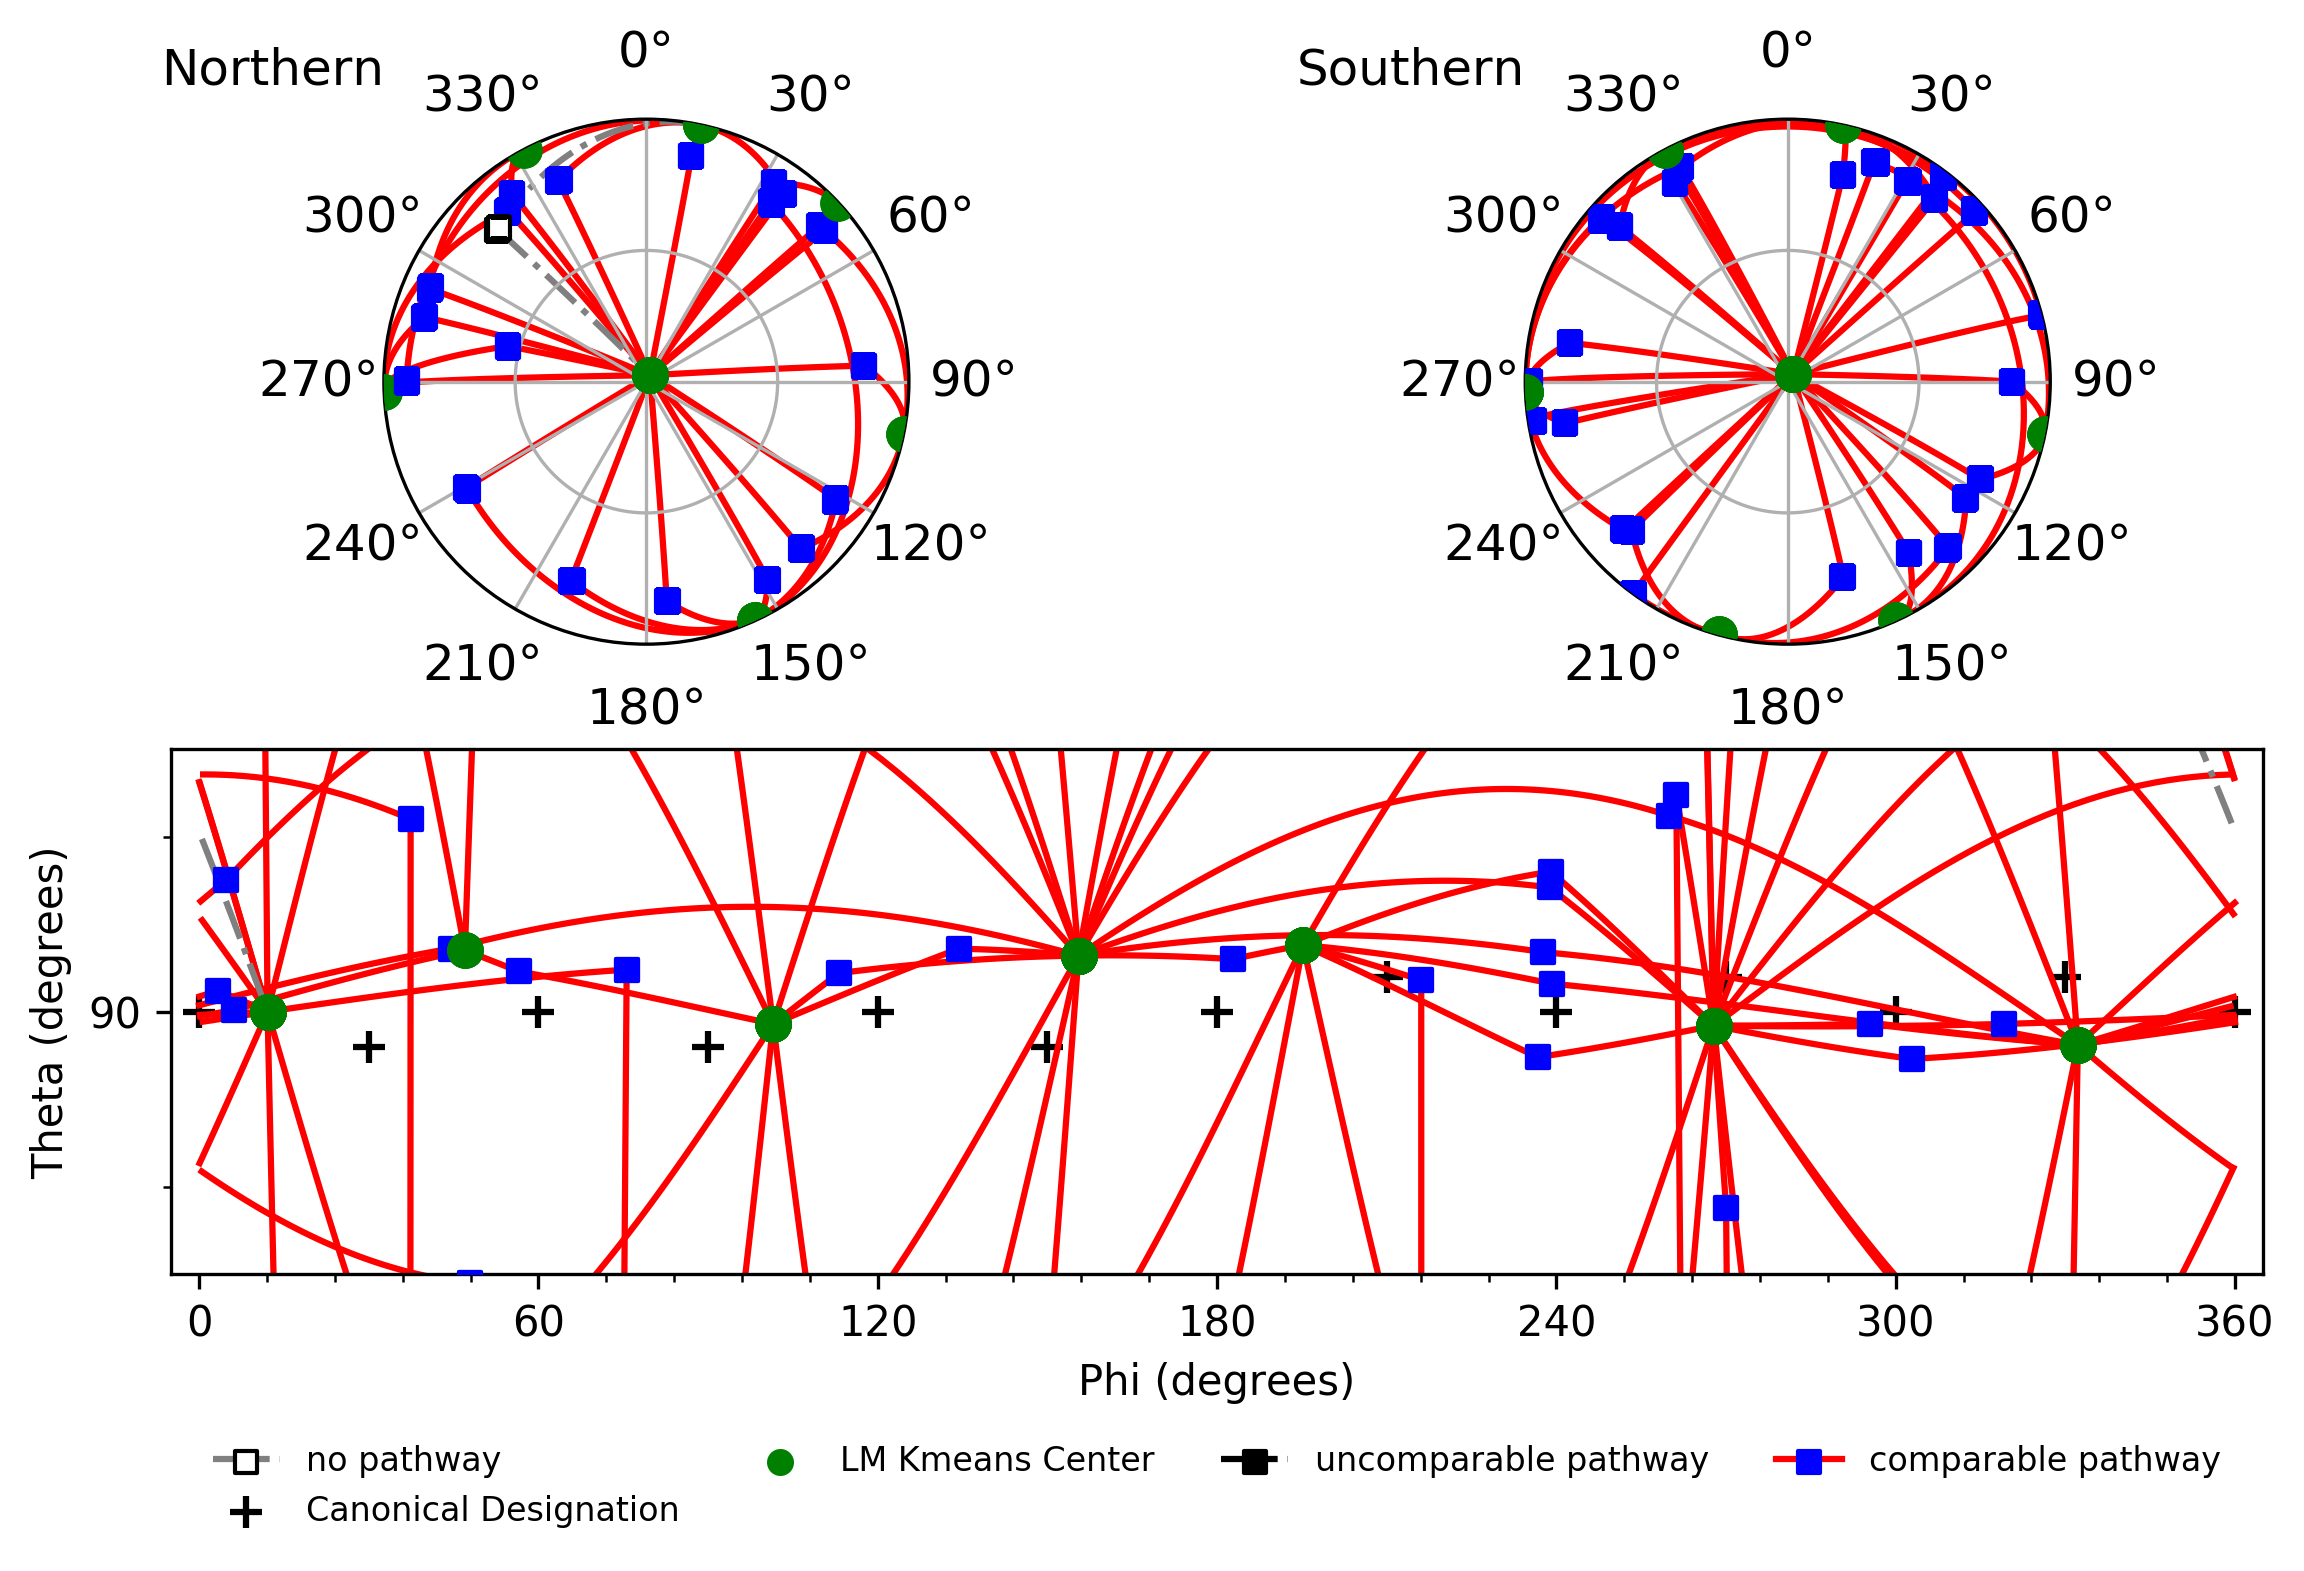 Northern
0°
30°
60°
90°
120°
150°
180°
210°
240°
270°
300°
330°
Southern
0°
30°
60°
90°
120°
150°
180°
210°
240°
270°
300°
330°
Theta (degrees)
90
0 60 120 180 240 300 360
Phi (degrees)
no pathway
Canonical Designation
LM Kmeans Center
uncomparable pathway
comparable pathway